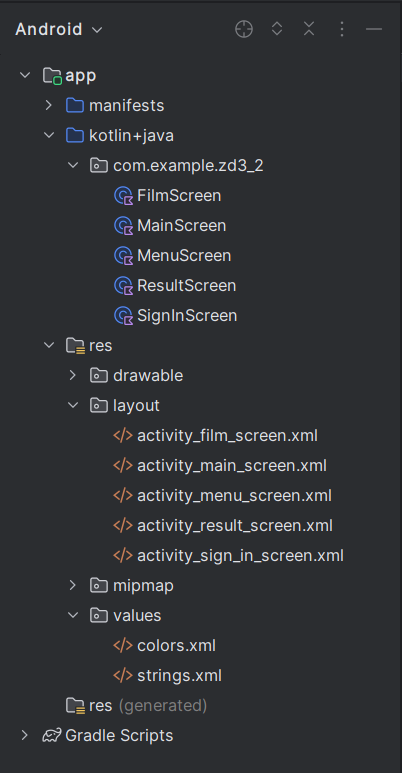 Android
app
manifests
kotlin+java
com.example.zd3_2
FilmScreen
MainScreen
MenuScreen
ResultScreen
SignInScreen
res
drawable
layout
activity_film_screen.xml
activity_main_screen.xml
activity_menu_screen.xml
activity_result_screen.xml
activity_sign_in_screen.xml
mipmap
values
colors.xml
strings.xml
res (generated)
Gradle Scripts